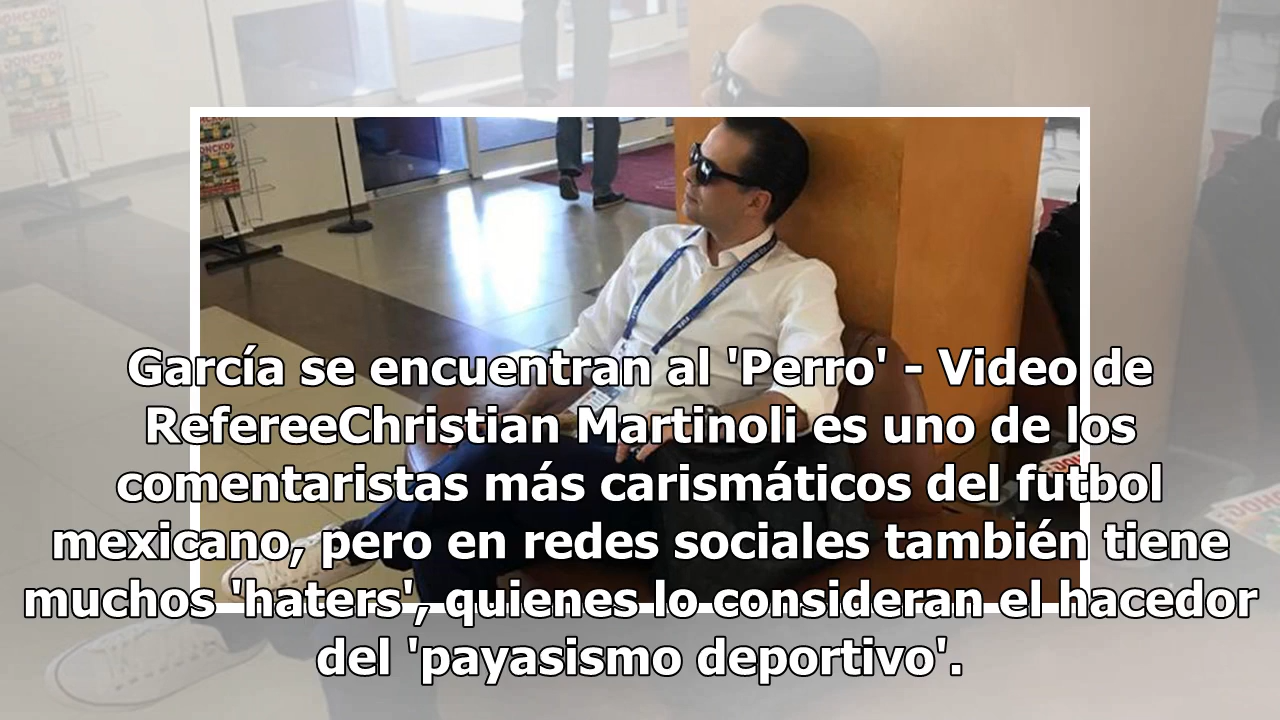 García se encuentran al 'Perro' - Video de
RefereeChristian Martinoli es uno de los
comentaristas más carismáticos del futbol
mexicano, pero en redes sociales también tiene
muchos 'haters', quienes lo consideran el hacedor
del 'payasismo deportivo'.